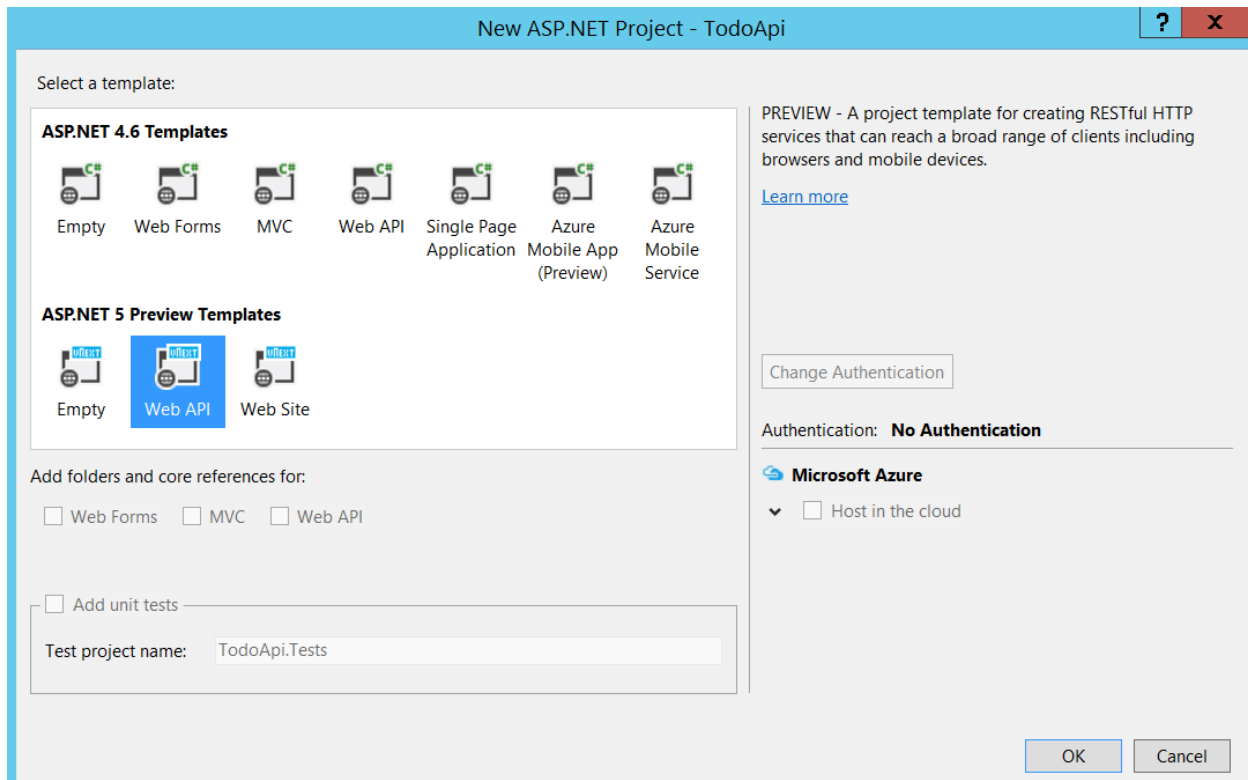 New ASP.NET Project - TodoApi
?
X
Select a template:
ASP.NET 4.6 Templates
C# C# C# C# C# C# C#
Empty Web Forms MVC Web API Single Page Azure Azure
Application Mobile App Mobile
(Preview) Service
ASP.NET 5 Preview Templates
vNEXT vNEXT vNEXT
Empty Web API Web Site
Add folders and core references for:
Web Forms MVC Web API
Add unit tests
Test project name: TodoApi.Tests
PREVIEW - A project template for creating RESTful HTTP
services that can reach a broad range of clients including
browsers and mobile devices.
Learn more
Change Authentication
Authentication: No Authentication
Microsoft Azure
Host in the cloud
OK Cancel